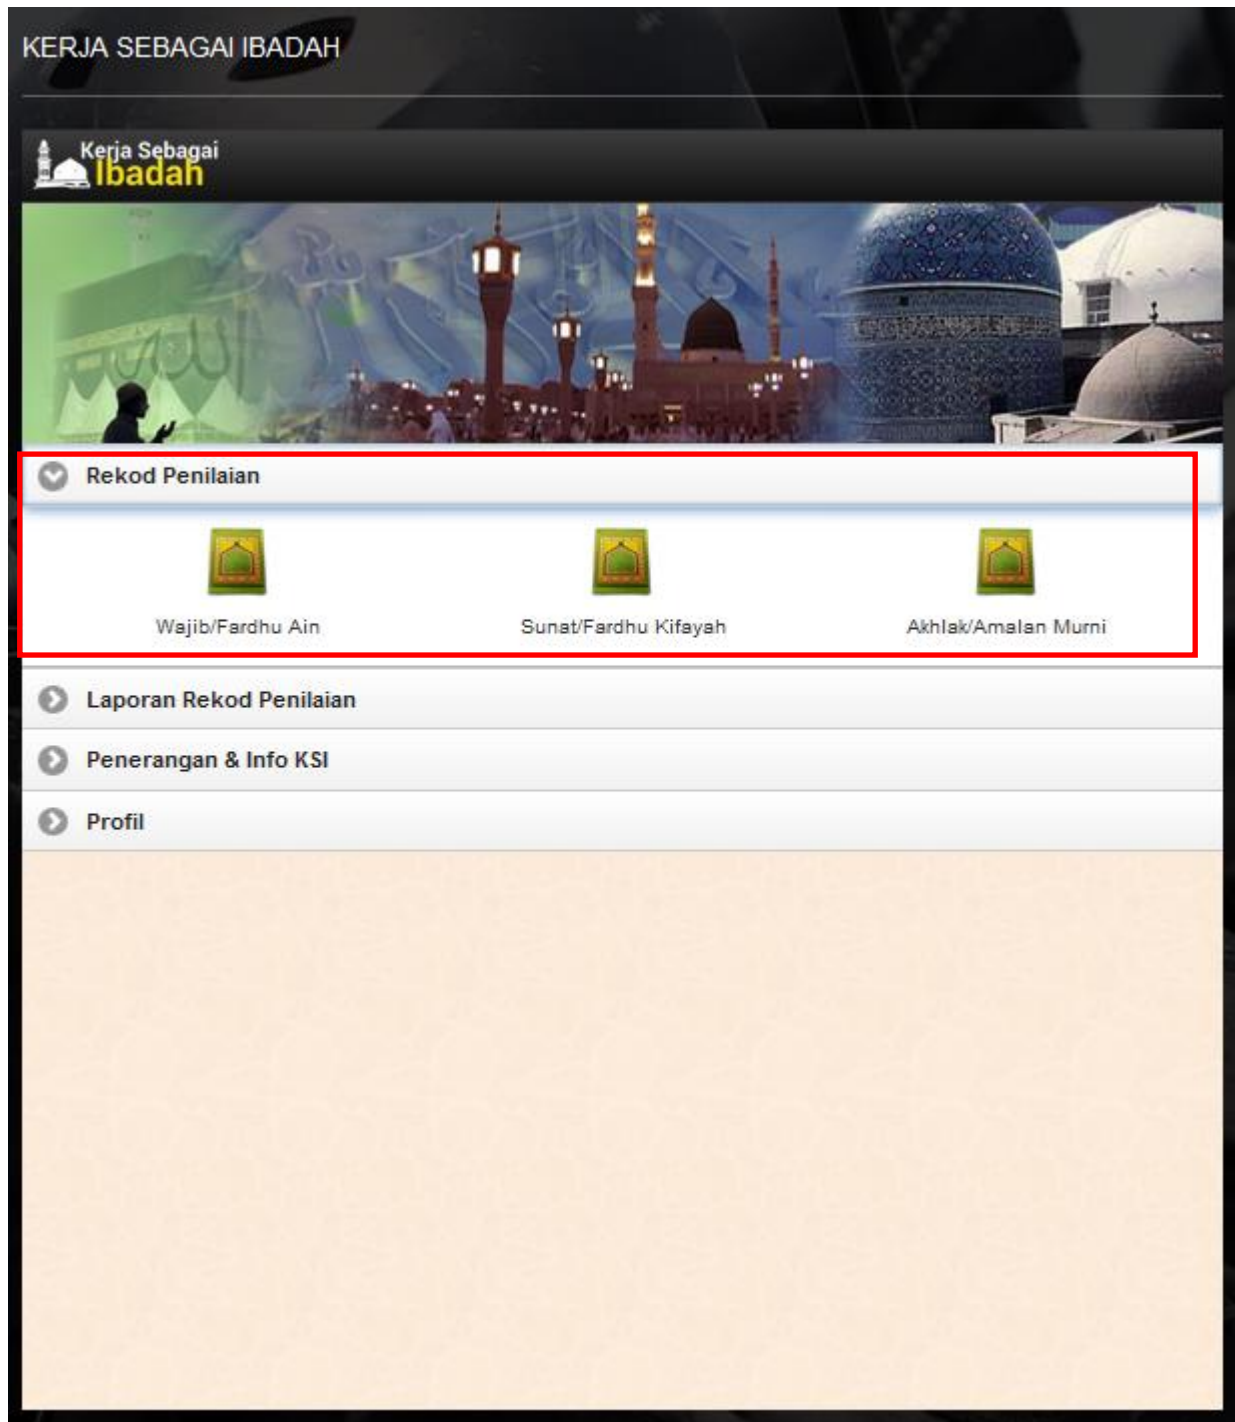 KERJA SEBAGAI IBADAH
Kerja Sebagai
Ibadah
الله
Rekod Penilaian
Wajib/Fardhu Ain
Sunat/Fardhu Kifayah
Akhlak/Amalan Murni
Laporan Rekod Penilaian
Penerangan & Info KSI
Profil